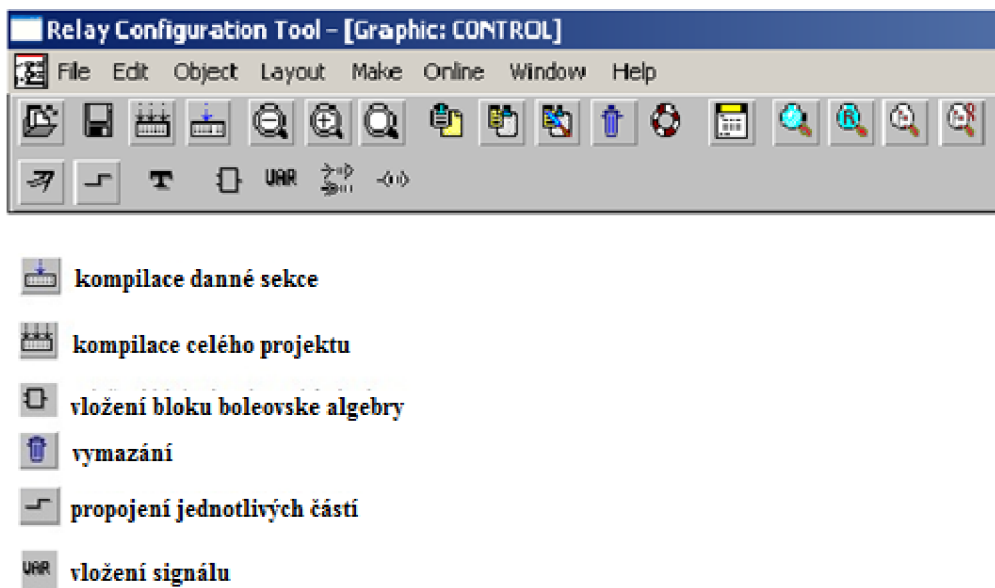 Relay Configuration Tool - [Graphic: CONTROL]
File Edit Object Layout Make Online Window Help
VAR
kompilace danné sekce
kompilace celého projektu
vložení bloku boleovske algebry
vymazání
propojení jednotlivých částí
VAR vložení signálu